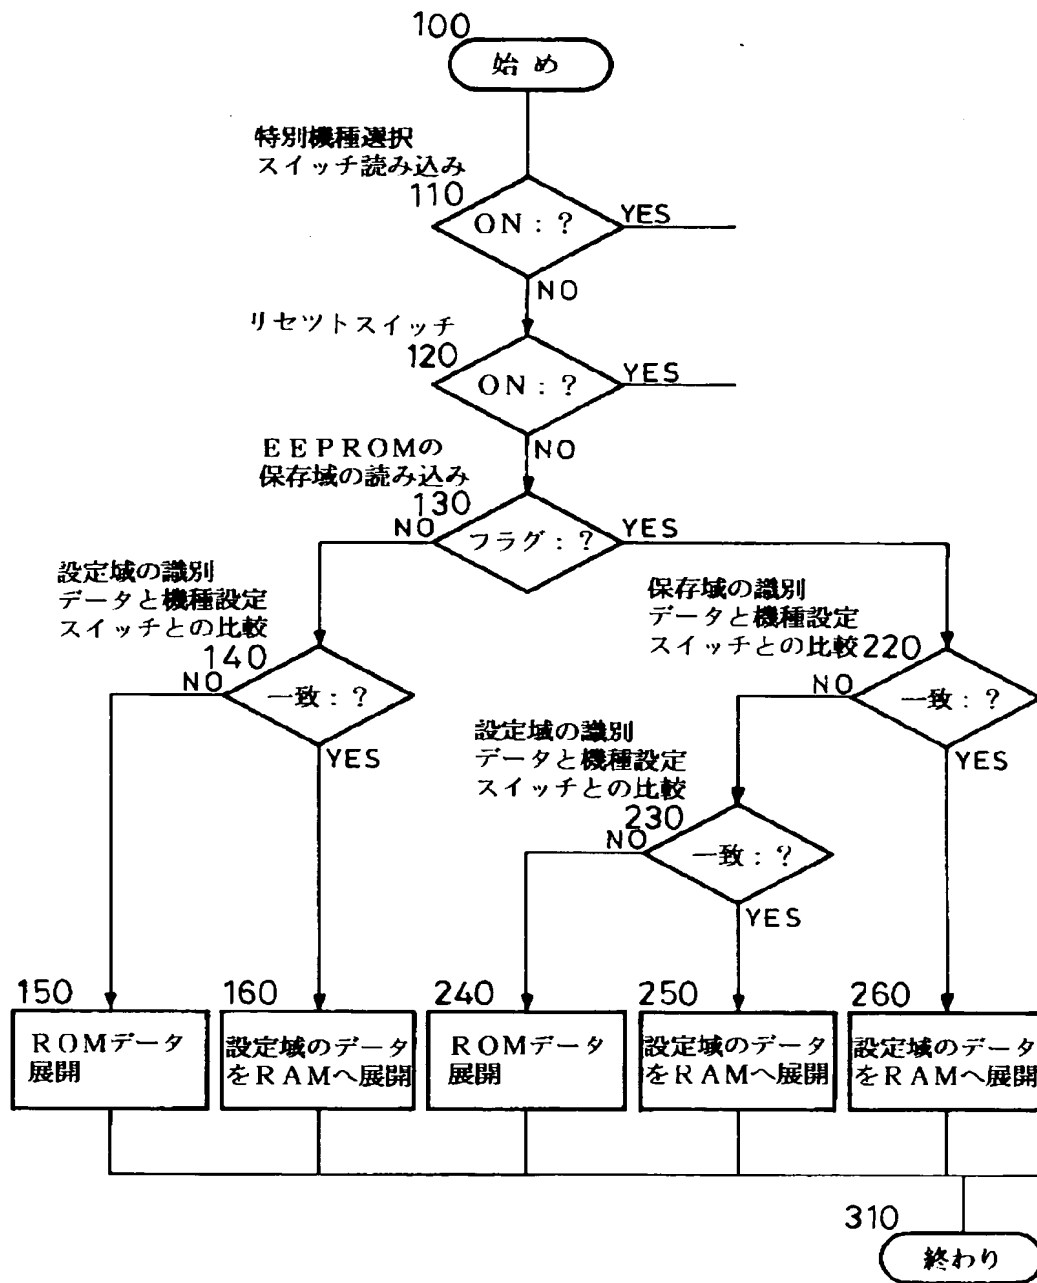 100
始め
特別機種選択
スイッチ読み込み
110
ON：？
YES
NO
リセツトスイッチ
120
ON：？
YES
NO
EEPROMの
保存域の読み込み
130
NO
フラグ：？
YES
設定域の識別
データと機種設定
スイッチとの比較
140
NO
一致：？
YES
保存域の識別
データと機種設定
スイッチとの比較
220
NO
一致：？
YES
設定域の識別
データと機種設定
スイッチとの比較
230
NO
一致：？
YES
150
ROMデータ
展開
160
設定域のデータ
をRAMへ展開
240
ROMデータ
展開
250
設定域のデータ
をRAMへ展開
260
設定域のデータ
をRAMへ展開
310
終わり